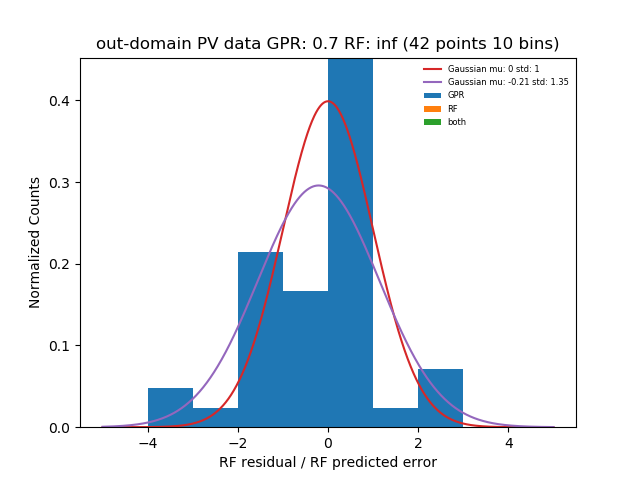 out-domain PV data GPR: 0.7 RF: inf (42 points 10 bins)
Gaussian mu: 0 std: 1
Gaussian mu: -0.21 std: 1.35
GPR
RF
both
Normalized Counts
0.4
0.3
0.2
0.1
0.0
−4
−2
0
2
4
RF residual / RF predicted error